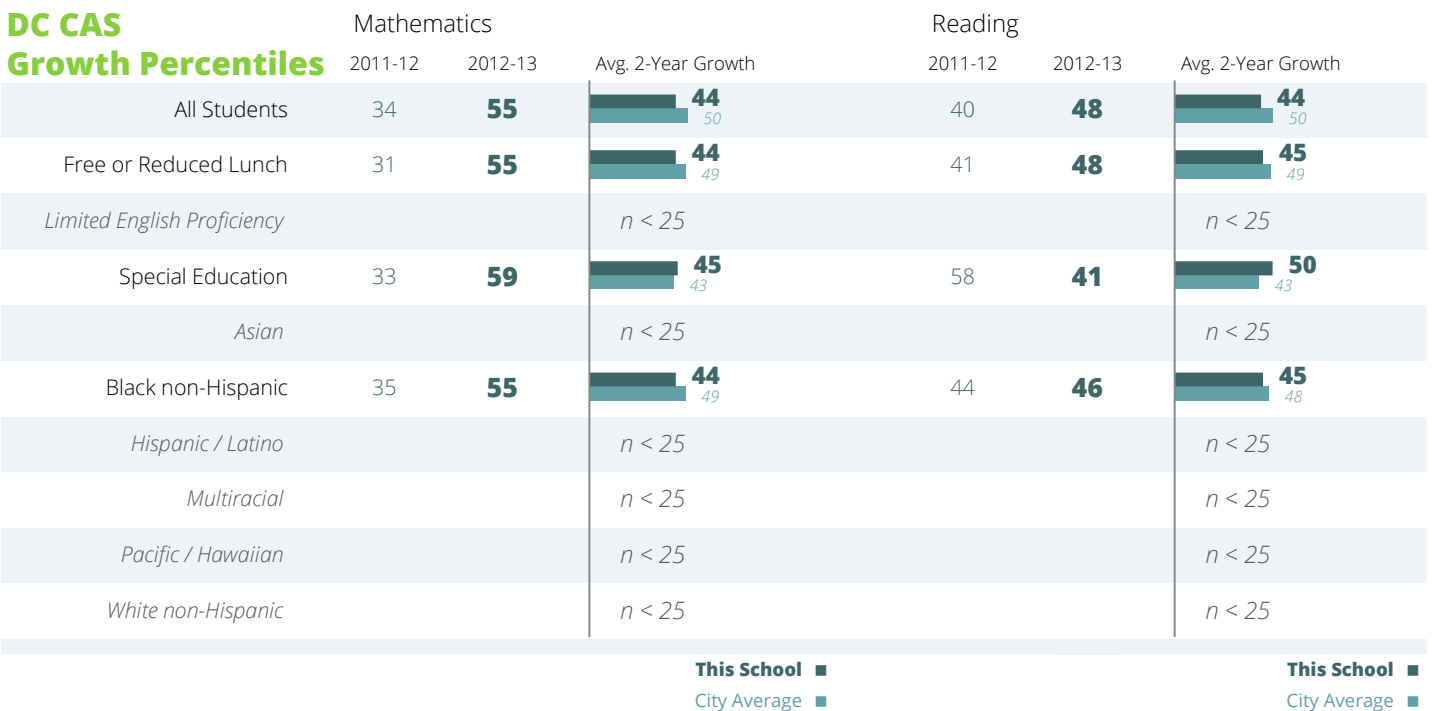 DC CAS Mathematics Reading
Growth Percentiles 2011-12 2012-13 Avg. 2-Year Growth 2011-12 2012-13 Avg. 2-Year Growth
All Students 34 55 44 50 40 48 44 50
Free or Reduced Lunch 31 55 44 49 41 48 45 49
Limited English Proficiency n < 25 n < 25
Special Education 33 59 45 43 58 41 50 43
Asian n < 25 n < 25
Black non-Hispanic 35 55 44 49 44 46 45 48
Hispanic / Latino n < 25 n < 25
Multiracial n < 25 n < 25
Pacific / Hawaiian n < 25 n < 25
White non-Hispanic n < 25 n < 25
This School This School
City Average City Average